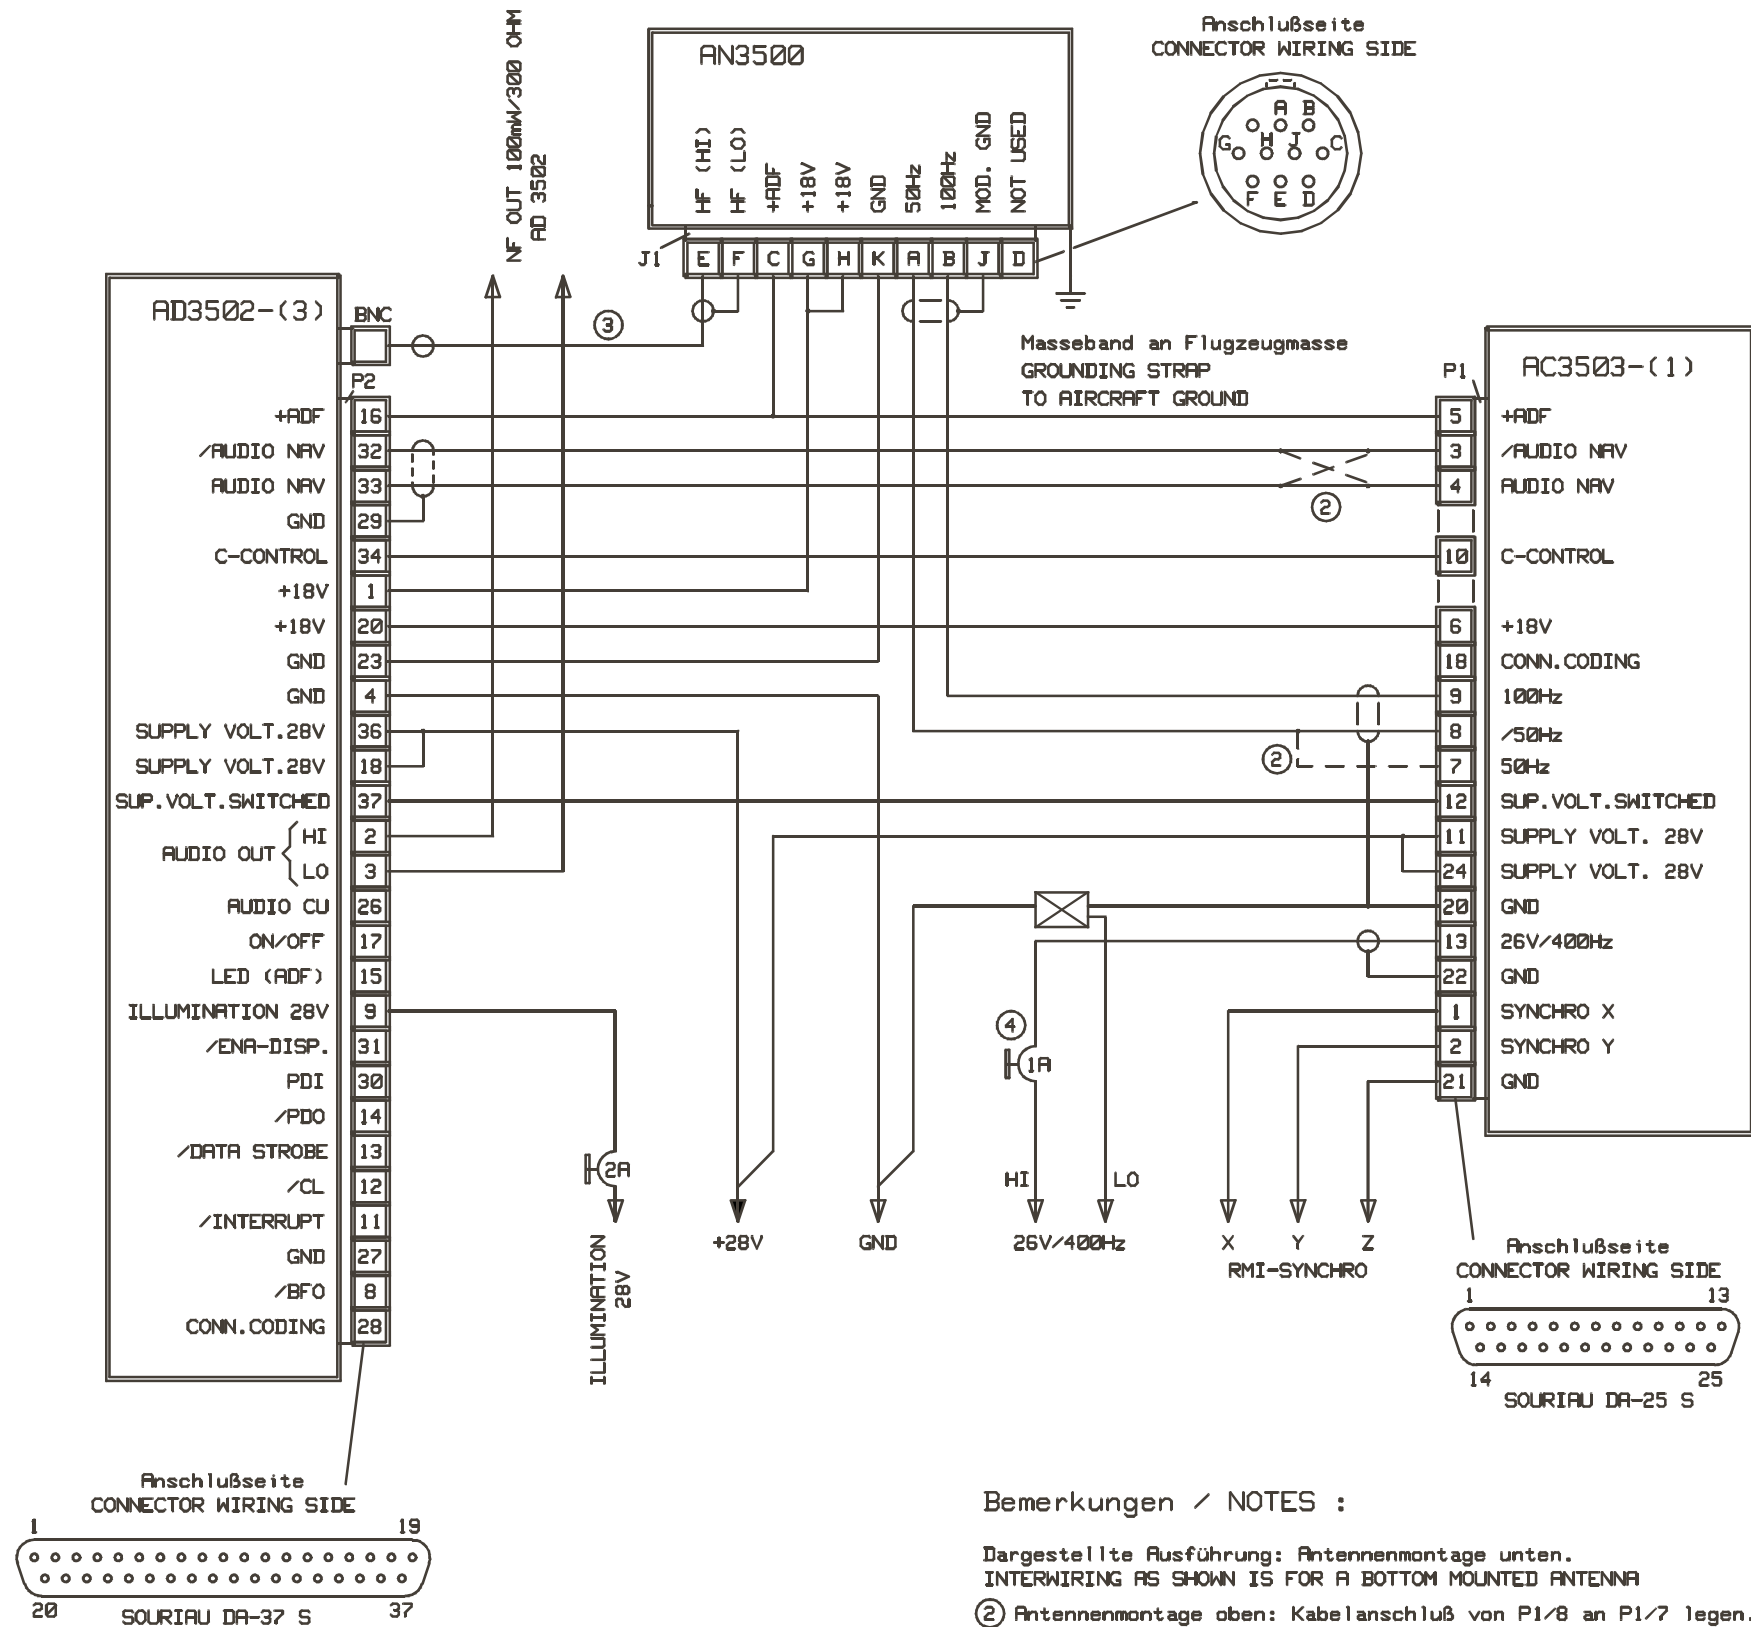 NF OUT 100mW/300 OHM
AD 3502
AN3500
HF (HI)
HF (LO)
+ADF
+18V
+18V
GND
50Hz
100Hz
MOD. GND
NOT USED
J1
E F C G H K A B J D
Anschlußseite
CONNECTOR WIRING SIDE
A B
G H J C
F E D
Masseband an Flugzeugmasse
GROUNDING STRAP
TO AIRCRAFT GROUND
AD3502-(3)
BNC
3
P2
+ADF 16
/AUDIO NAV 32
AUDIO NAV 33
GND 29
C-CONTROL 34
+18V 1
+18V 20
GND 23
GND 4
SUPPLY VOLT.28V 36
SUPPLY VOLT.28V 18
SUP.VOLT.SWITCHED 37
AUDIO OUT
HI 2
LO 3
AUDIO CU 26
ON/OFF 17
LED (ADF) 15
ILLUMINATION 28V 9
/ENA-DISP. 31
PDI 30
/PDO 14
/DATA STROBE 13
/CL 12
/INTERRUPT 11
GND 27
/BFO 8
CONN.CODING 28
AC3503-(1)
P1
5 +ADF
3 /AUDIO NAV
4 AUDIO NAV
2
10 C-CONTROL
6 +18V
18 CONN.CODING
9 100Hz
8 /50Hz
2
7 50Hz
12 SUP.VOLT.SWITCHED
11 SUPPLY VOLT. 28V
24 SUPPLY VOLT. 28V
20 GND
13 26V/400Hz
22 GND
1 SYNCHRO X
2 SYNCHRO Y
21 GND
4
1A
2A
HI
LO
ILLUMINATION
28V
+28V
GND
26V/400Hz
X Y Z
RMI-SYNCHRO
Anschlußseite
CONNECTOR WIRING SIDE
1 13
14 25
SOURIAU DA-25 S
Anschlußseite
CONNECTOR WIRING SIDE
1 19
20 37
SOURIAU DA-37 S
Bemerkungen / NOTES :
Dargestellte Ausführung: Antennenmontage unten.
INTERWIRING AS SHOWN IS FOR A BOTTOM MOUNTED ANTENNA
2 Antennenmontage oben: Kabelanschluß von P1/8 an P1/7 legen.